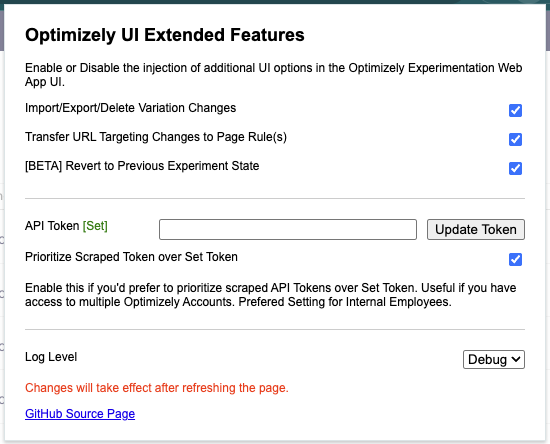 Optimizely UI Extended Features
Enable or Disable the injection of additional UI options in the Optimizely Experimentation Web
App UI.
Import/Export/Delete Variation Changes
Transfer URL Targeting Changes to Page Rule(s)
[BETA] Revert to Previous Experiment State
API Token [Set]
Update Token
Prioritize Scraped Token over Set Token
Enable this if you'd prefer to prioritize scraped API Tokens over Set Token. Useful if you have
access to multiple Optimizely Accounts. Prefered Setting for Internal Employees.
Log Level
Debug
Changes will take effect after refreshing the page.
GitHub Source Page